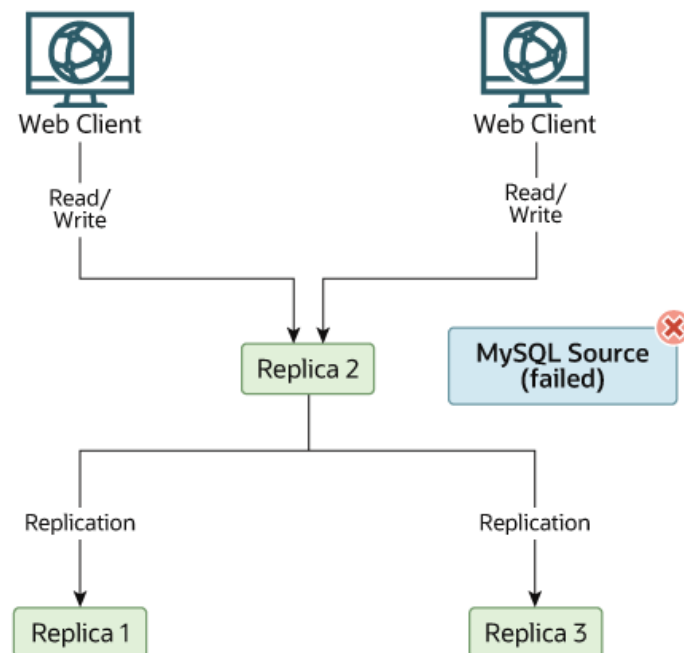 Web Client
Web Client
Read/
Write
Read/
Write
Replica 2
MySQL Source
(failed)
Replication
Replication
Replica 1
Replica 3